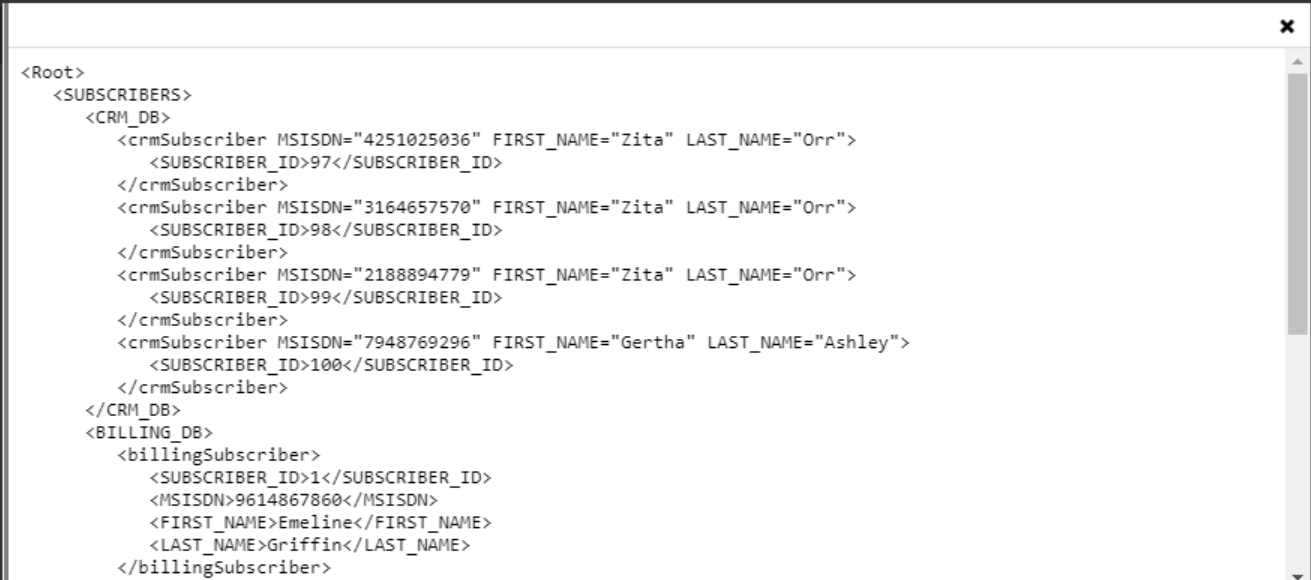 <Root>
<SUBSCRIBERS>
<CRM_DB>
<crmSubscriber MSISDN="4251025036" FIRST_NAME="Zita" LAST_NAME="Orr">
<SUBSCRIBER_ID>97</SUBSCRIBER_ID>
</crmSubscriber>
<crmSubscriber MSISDN="3164657570" FIRST_NAME="Zita" LAST_NAME="Orr">
<SUBSCRIBER_ID>98</SUBSCRIBER_ID>
</crmSubscriber>
<crmSubscriber MSISDN="2188894779" FIRST_NAME="Zita" LAST_NAME="Orr">
<SUBSCRIBER_ID>99</SUBSCRIBER_ID>
</crmSubscriber>
<crmSubscriber MSISDN="7948769296" FIRST_NAME="Gertha" LAST_NAME="Ashley">
<SUBSCRIBER_ID>100</SUBSCRIBER_ID>
</crmSubscriber>
</CRM_DB>
<BILLING_DB>
<billingSubscriber>
<SUBSCRIBER_ID>1</SUBSCRIBER_ID>
<MSISDN>9614867860</MSISDN>
<FIRST_NAME>Emeline</FIRST_NAME>
<LAST_NAME>Griffin</LAST_NAME>
</billingSubscriber>